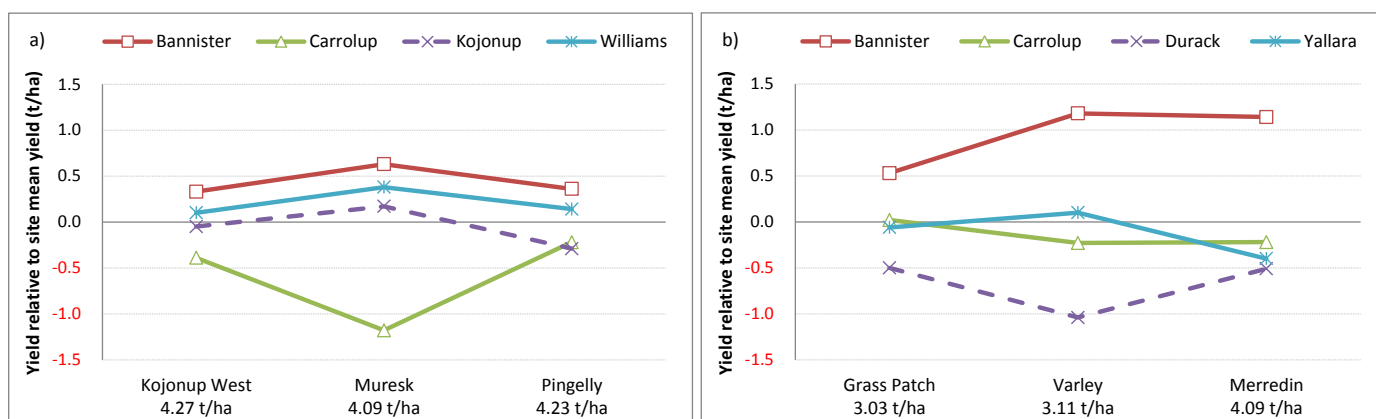 a) Bannister Carrolup Kojonup Williams
Yield relative to site mean yield (t/ha)
1.5
1.0
0.5
0.0
-0.5
-1.0
-1.5
Kojonup West Muresk Pingelly
4.27 t/ha 4.09 t/ha 4.23 t/ha
b) Bannister Carrolup Durack Yallara
Yield relative to site mean yield (t/ha)
1.5
1.0
0.5
0.0
-0.5
-1.0
-1.5
Grass Patch Varley Merredin
3.03 t/ha 3.11 t/ha 4.09 t/ha